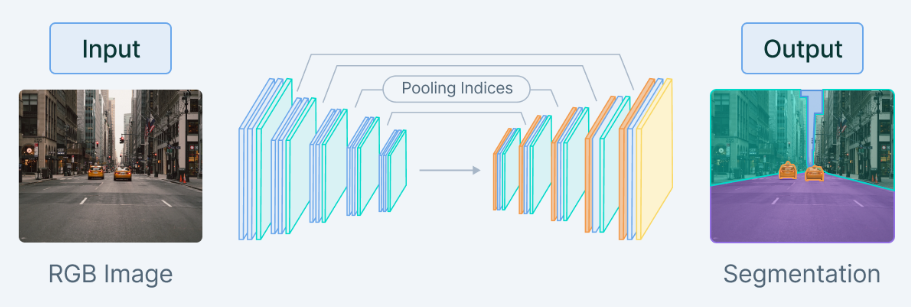 Input
Output
Pooling Indices
RGB Image
Segmentation